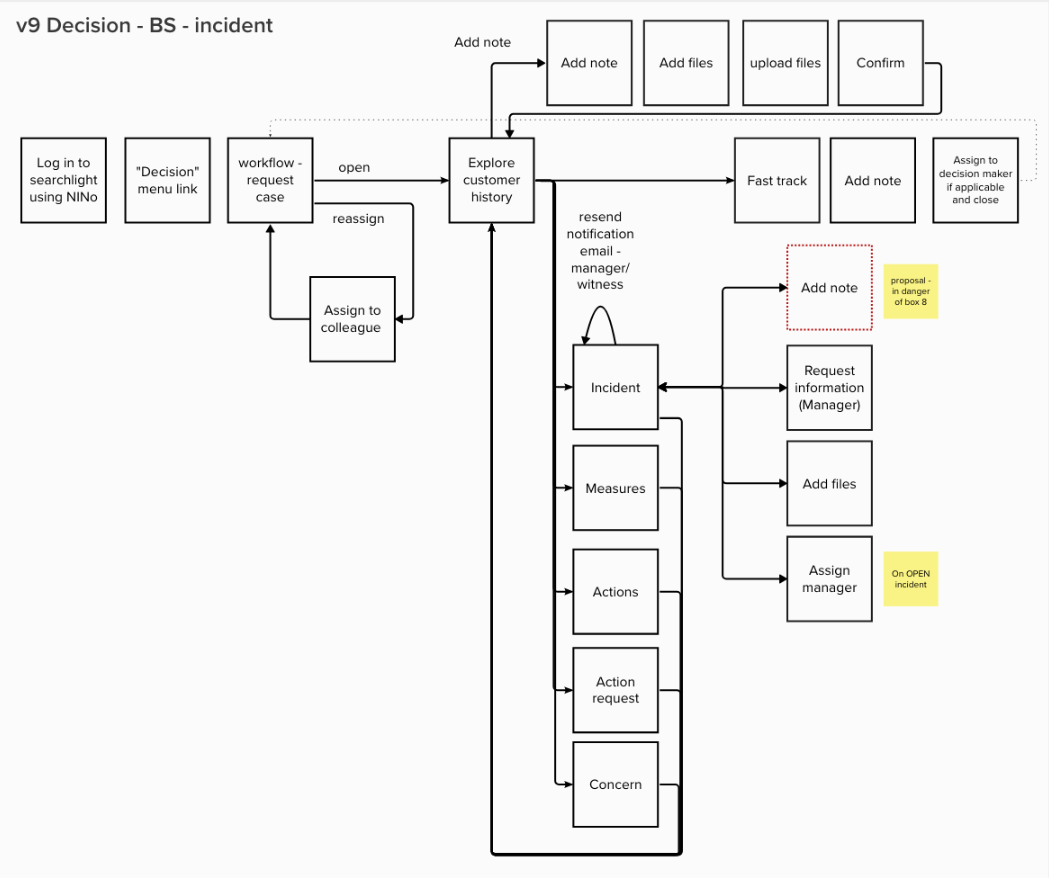 v9 Decision - BS - incident
Add note
Add note
Add files
upload files
Confirm
Log in to
searchlight
using NINo
"Decision"
menu link
workflow -
request
case
open
reassign
Explore
customer
history
Fast track
Add note
Assign to
decision maker
if applicable
and close
Assign to
colleague
resend
notification
email -
manager/
witness
Incident
Measures
Actions
Action
request
Concern
Add note
proposal -
in danger
of box 8
Request
information
(Manager)
Add files
Assign
manager
On OPEN
incident